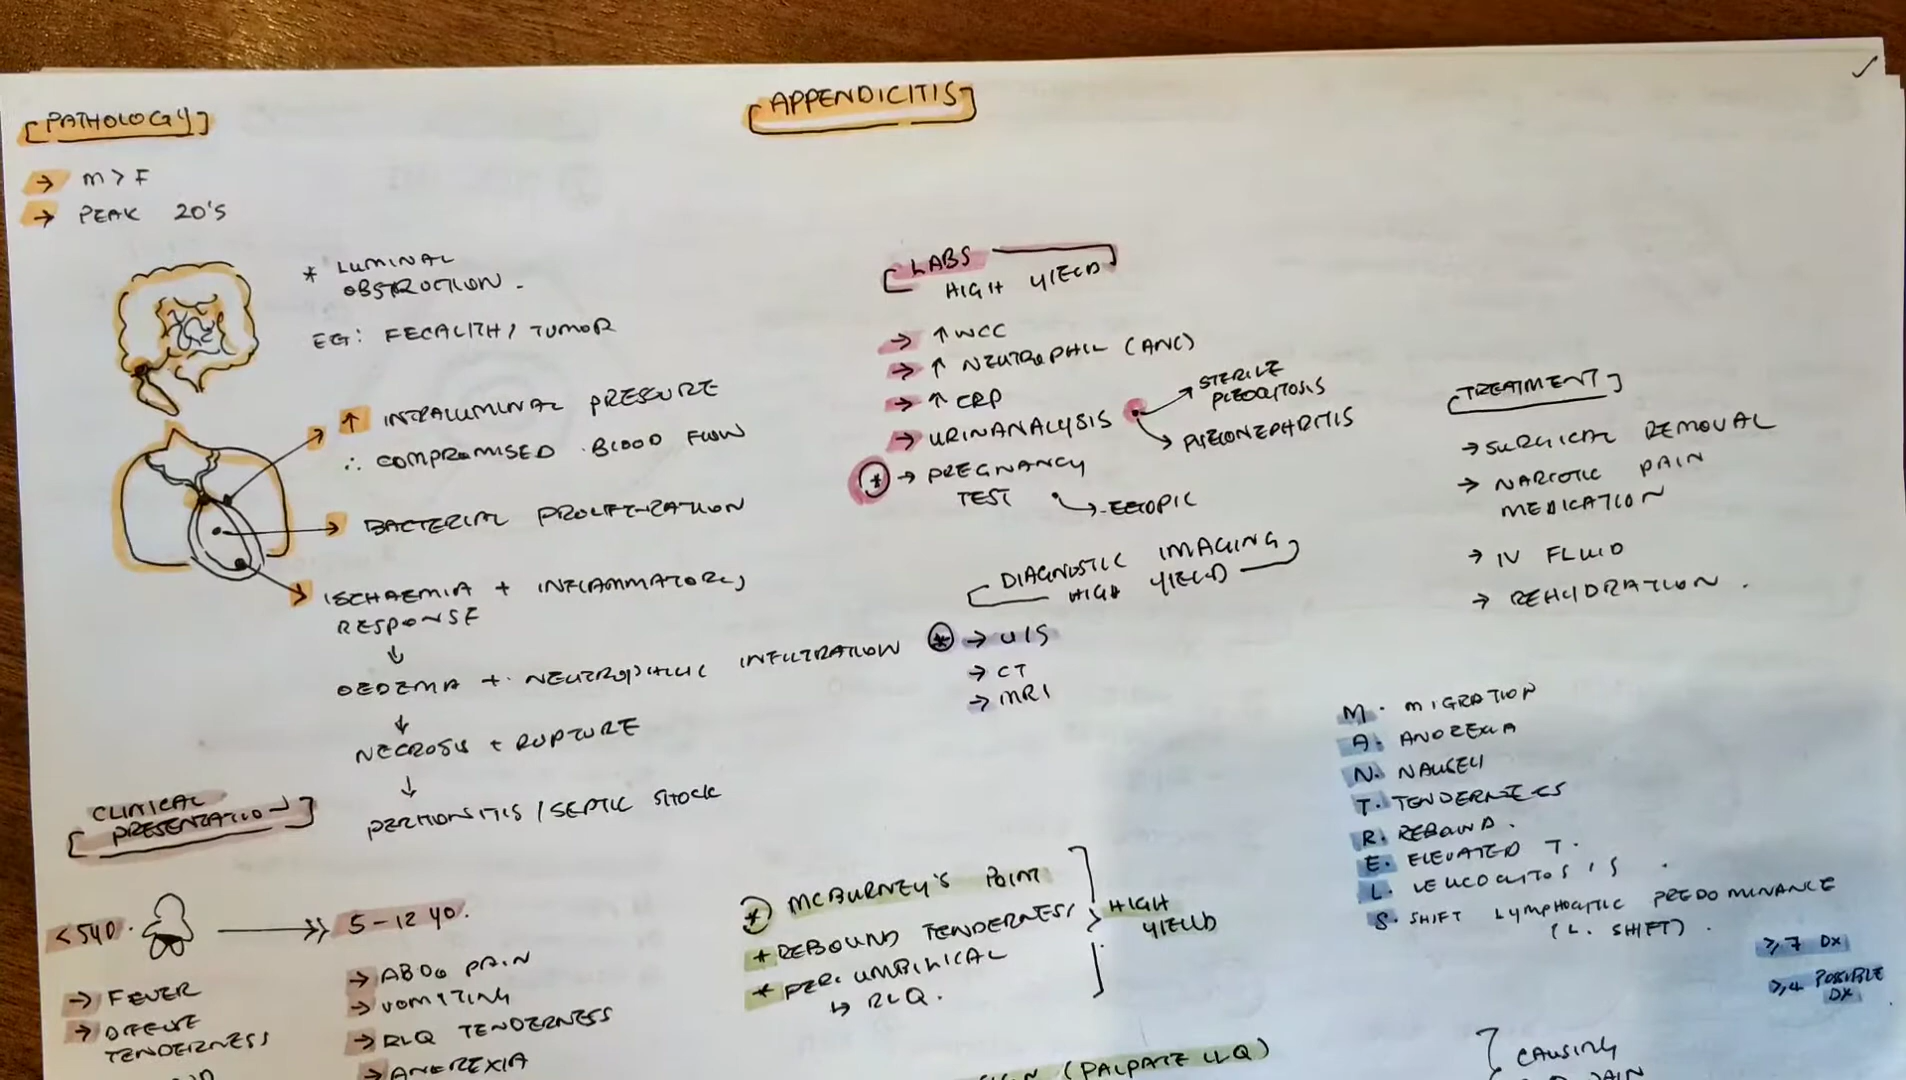 APPENDICITIS
PATHOLOGY
→ M > F
→ PEAK 20'S
* LUMINAL
OBSTRUCTION.
EG: FECALITH / TUMOR
↑ INTRALUMINAL PRESSURE
∴ COMPROMISED BLOOD FLOW
BACTERIAL PROLIFERATION
ISCHAEMIA + INFLAMMATORY
RESPONSE
↓
OEDEMA + NEUTROPHILIC INFILTRATION
↓
NECROSIS + RUPTURE
↓
PERITONITIS / SEPTIC SHOCK
CLINICAL
PRESENTATION
< 5YO.
→ FEVER
→ DIFFUSE
TENDERNESS
5-12 YO.
→ ABDO PAIN
→ VOMITING
→ RLQ TENDERNESS
→ ANOREXIA
LABS
HIGH YIELD
→ ↑ WCC
→ ↑ NEUTROPHIL (ANC)
→ ↑ CRP
→ URINANALYSIS
STERILE
PYEOCYTOSIS
PYELONEPHRITIS
* → PREGNANCY
TEST
→ ECTOPIC
DIAGNOSTIC IMAGING
HIGH YIELD
* → U/S
→ CT
→ MRI
* MCBURNEY'S POINT
* REBOUND TENDERNESS/
* PERI UMBILICAL
↳ RLQ.
HIGH
YIELD
(PALPATE LLQ)
TREATMENT
→ SURGICAL REMOVAL
→ NARCOTIC PAIN
MEDICATION
→ IV FLUID
→ REHYDRATION.
M. MIGRATION
A. ANOREXIA
N. NAUSEA
T. TENDERNESS
R. REBOUND.
E. ELEVATED T.
L. LEUCOCYTOSIS.
S. SHIFT LYMPHOCYTIC PREDOMINANCE
(L. SHIFT).
≥ 7 DX
≥ 4 POSSIBLE
DX
CAUSING
PAIN